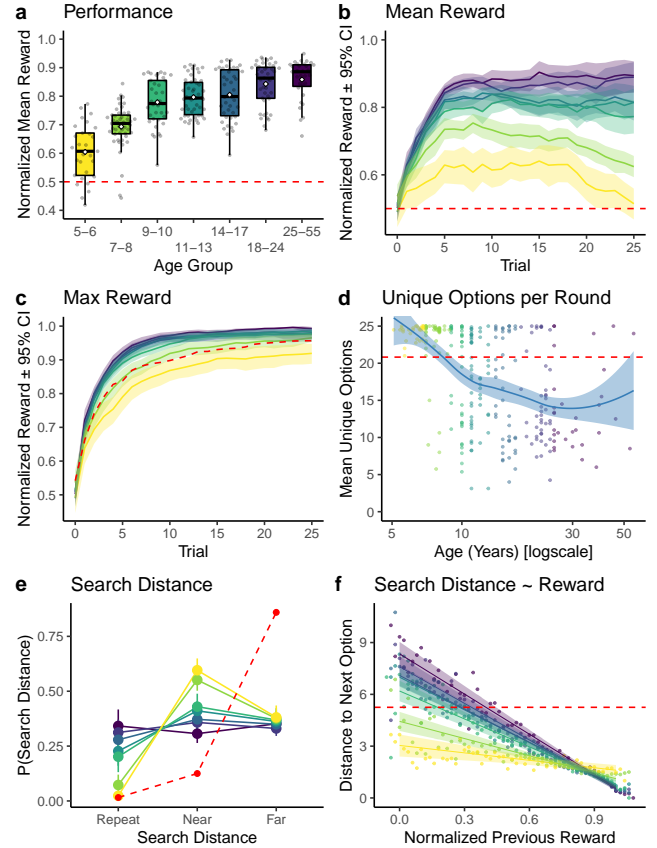 a Performance
Normalized Mean Reward
1.0
0.9
0.8
0.7
0.6
0.5
0.4
5−6 9−10 14−17 25−55
7−8 11−13 18−24
Age Group
b Mean Reward
Normalized Reward ± 95% CI
1.0
0.8
0.6
0 5 10 15 20 25
Trial
c Max Reward
Normalized Reward ± 95% CI
1.0
0.9
0.8
0.7
0.6
0.5
0 5 10 15 20 25
Trial
d Unique Options per Round
Mean Unique Options
25
20
15
10
5
0
5 10 30 50
Age (Years) [logscale]
e Search Distance
P(Search Distance)
0.75
0.50
0.25
0.00
Repeat Near Far
Search Distance
f Search Distance ~ Reward
Distance to Next Option
9
6
3
0
0.0 0.3 0.6 0.9
Normalized Previous Reward